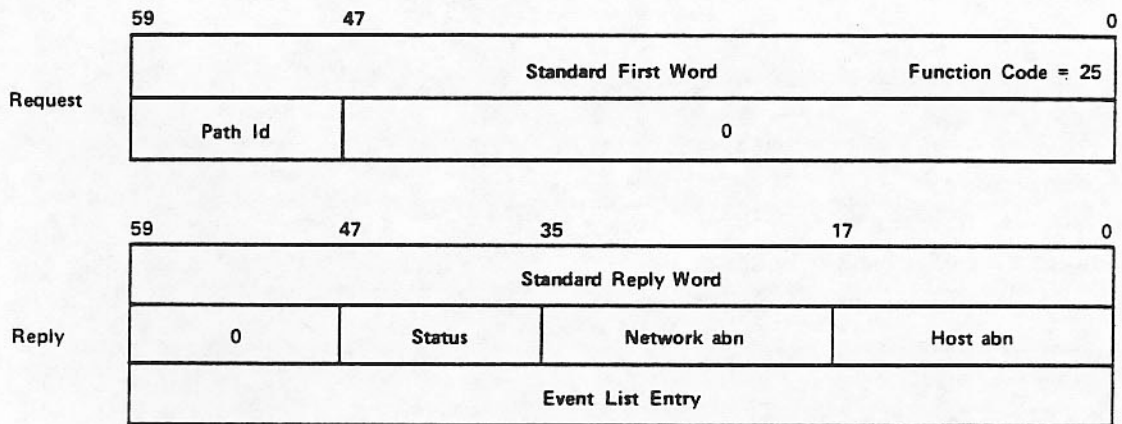 59 47 0
Standard First Word Function Code = 25
Request
Path Id 0
59 47 35 17 0
Standard Reply Word
Reply 0 Status Network abn Host abn
Event List Entry